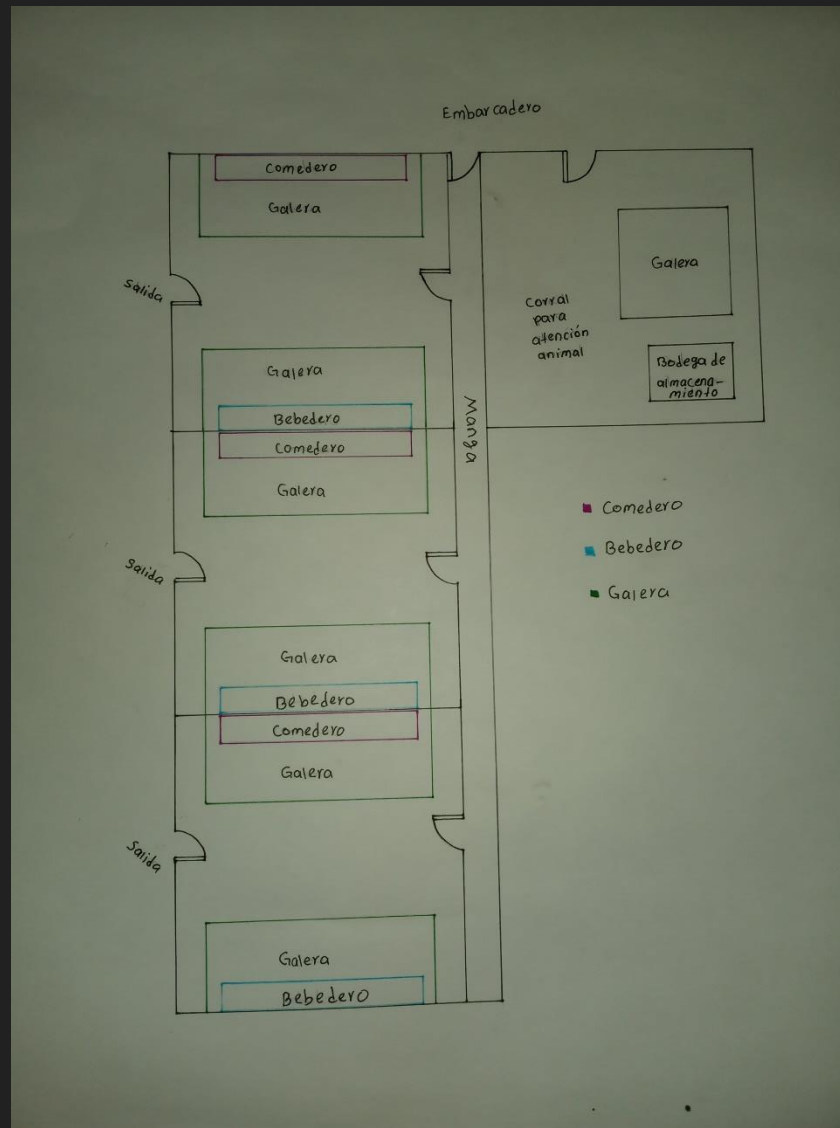 Embarcadero
Comedero
Galera
Galera
Salida
Corral
para
atención
animal
Galera
Bodega de
almacena-
miento
Bebedero
Comedero
Manga
Galera
Comedero
Bebedero
Salida
Galera
Galera
Bebedero
Comedero
Galera
Salida
Galera
Bebedero